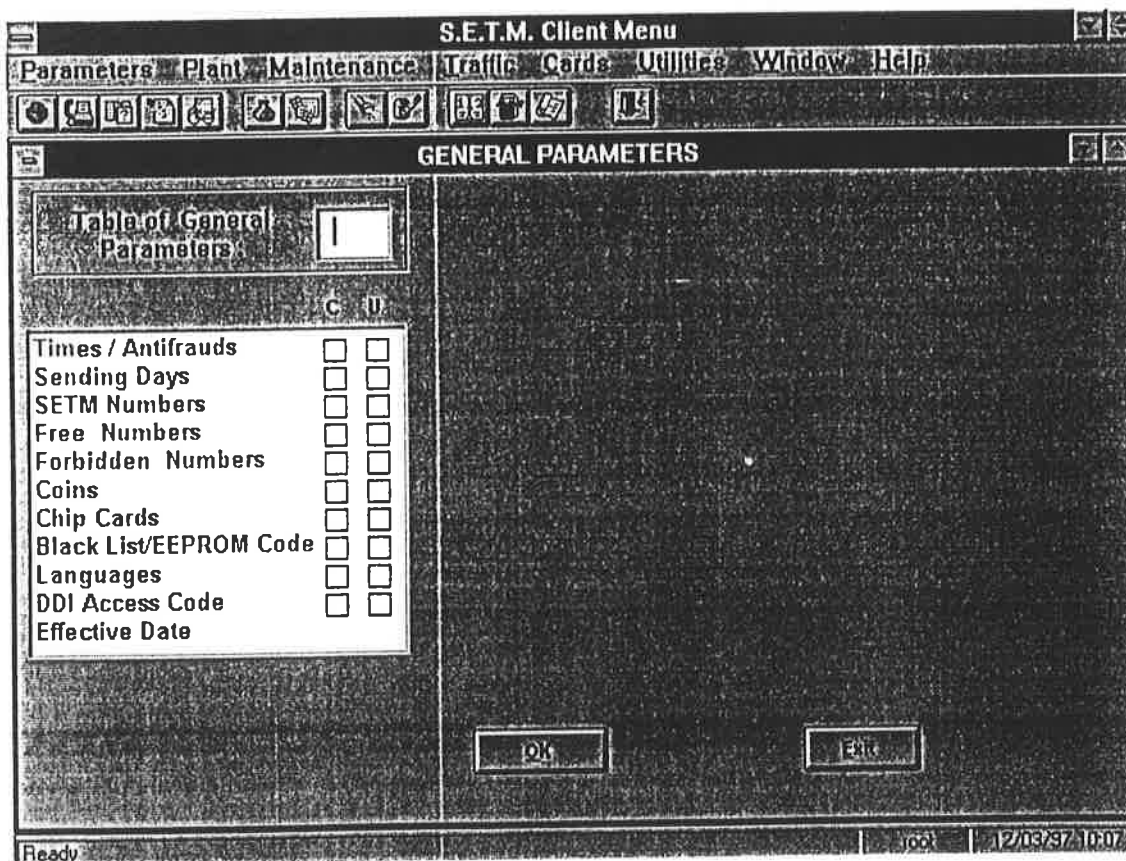 S.E.T.M. Client Menu
Parameters Plant Maintenance Traffic Cards Utilities Window Help
GENERAL PARAMETERS
Table of General
Parameters :
C U
Times / Antifrauds
Sending Days
SETM Numbers
Free Numbers
Forbidden Numbers
Coins
Chip Cards
Black List/EEPROM Code
Languages
DDI Access Code
Effective Date
OK Exit
Ready root 12/03/97 10:07